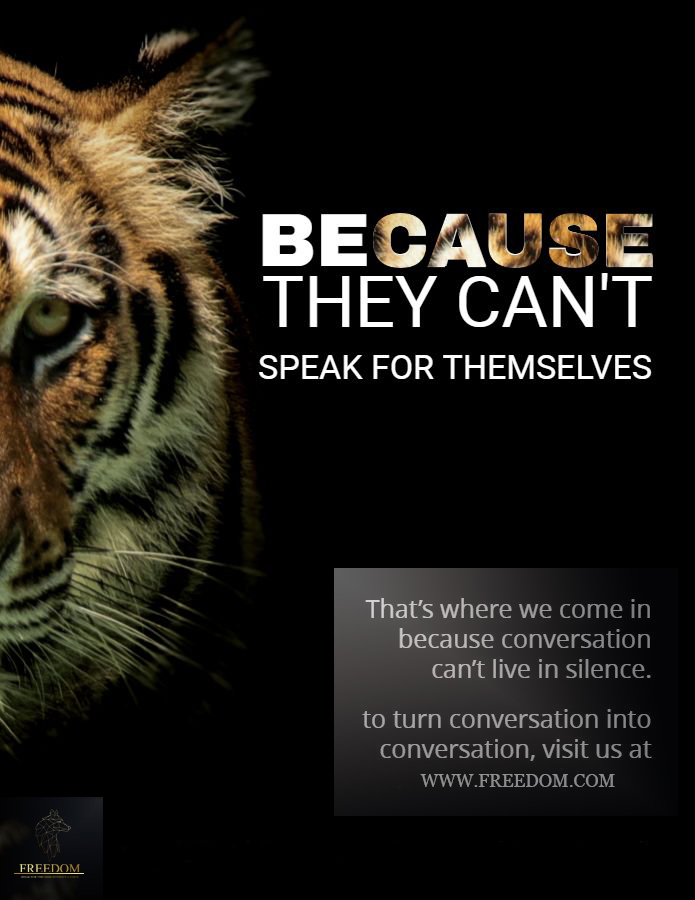 BECAUSE
THEY CAN'T
SPEAK FOR THEMSELVES
That's where we come in
because conversation
can't live in silence.
to turn conversation into
conversation, visit us at
WWW.FREEDOM.COM
FREEDOM